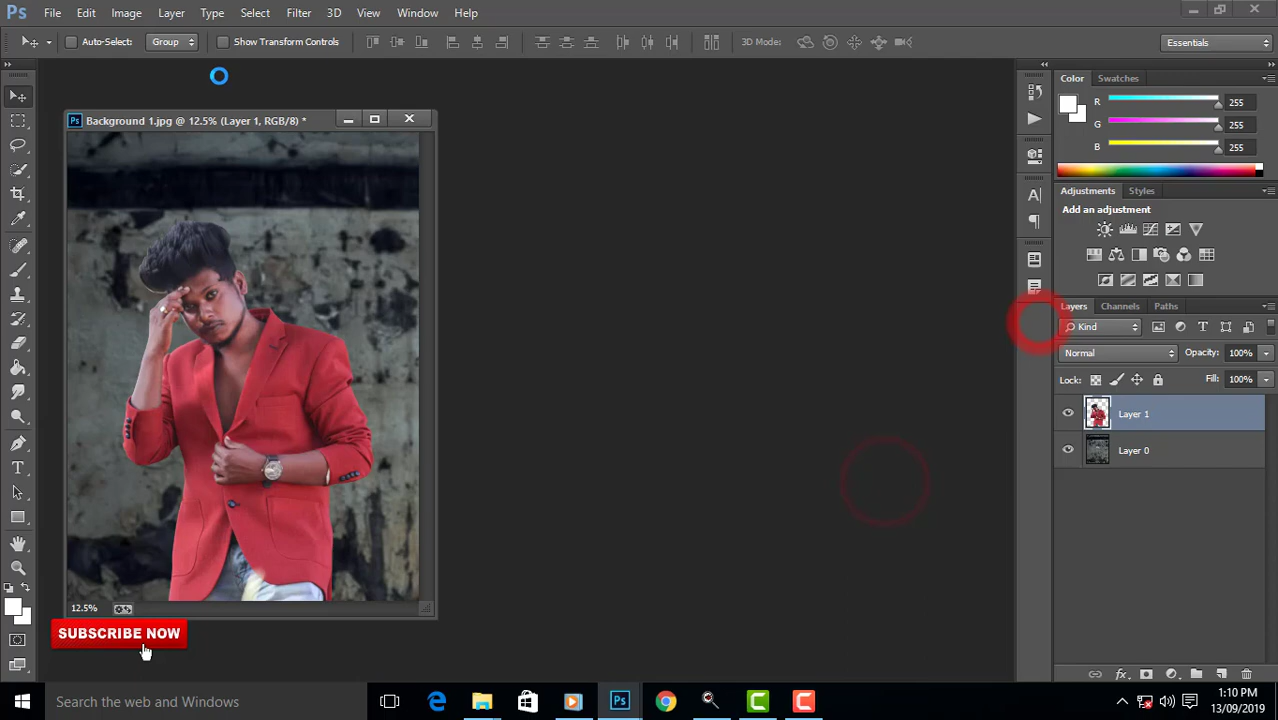 Ps File Edit Image Layer Type Select Filter 3D View Window Help
Auto-Select: Group Show Transform Controls 3D Mode: Essentials
Color Swatches
R 255
G 255
B 255
Ps Background 1.jpg @ 12.5% (Layer 1, RGB/8) *
Adjustments Styles
Add an adjustment
Layers Channels Paths
Kind
Normal Opacity: 100%
Lock: Fill: 100%
Layer 1
Layer 0
12.5%
SUBSCRIBE NOW
Search the web and Windows
Ps
1:10 PM
13/09/2019